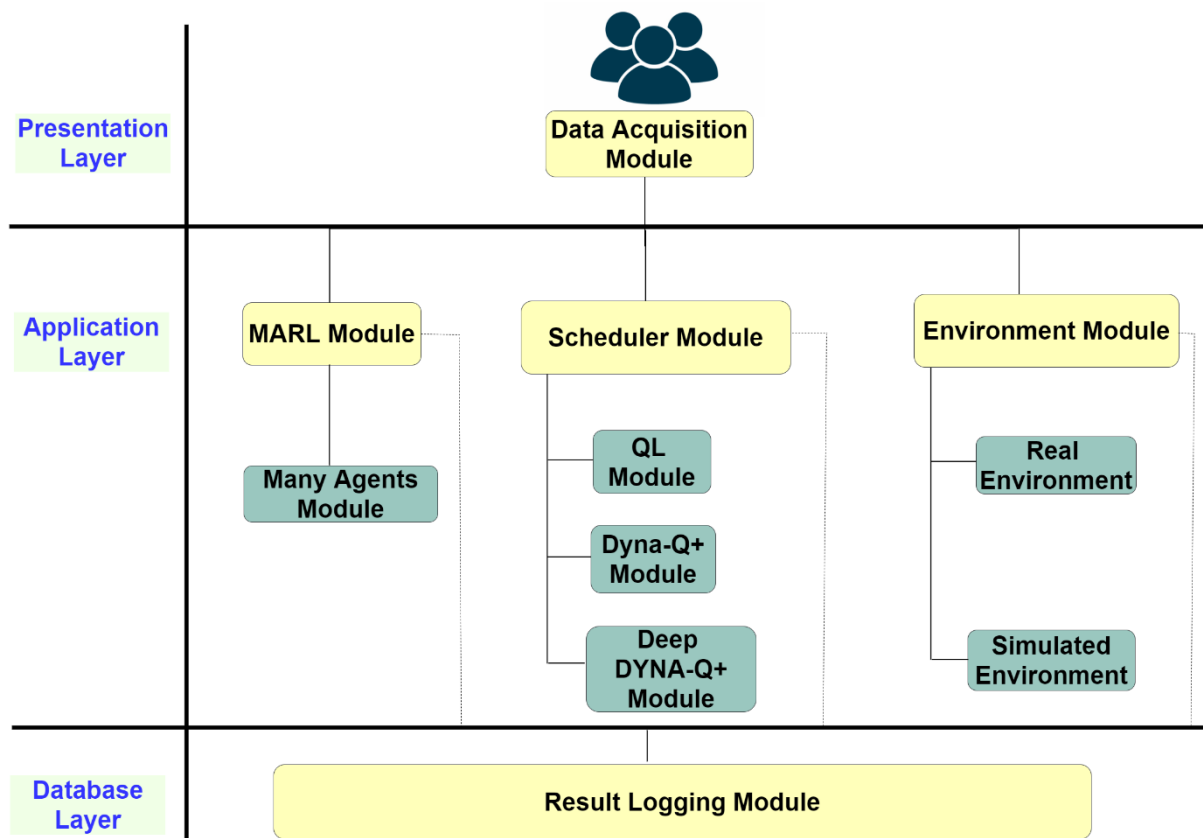 Presentation
Layer
Data Acquisition
Module
Application
Layer
MARL Module
Scheduler Module
Environment Module
Many Agents
Module
QL
Module
Dyna-Q+
Module
Deep
DYNA-Q+
Module
Real
Environment
Simulated
Environment
Database
Layer
Result Logging Module